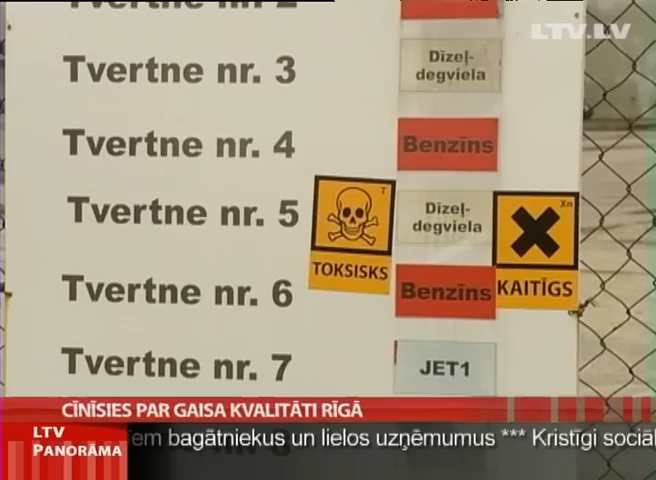 LTV.LV
Tvertne nr. 3
Dīzeļ-
degviela
Tvertne nr. 4
Benzīns
Tvertne nr. 5
T
TOKSISKS
Dīzeļ-
degviela
Xn
KAITĪGS
Tvertne nr. 6
Benzīns
Tvertne nr. 7
JET1
CĪNĪSIES PAR GAISA KVALITĀTI RĪGĀ
LTV
PANORĀMA
bagātniekus un lielos uzņēmumus *** Kristīgi